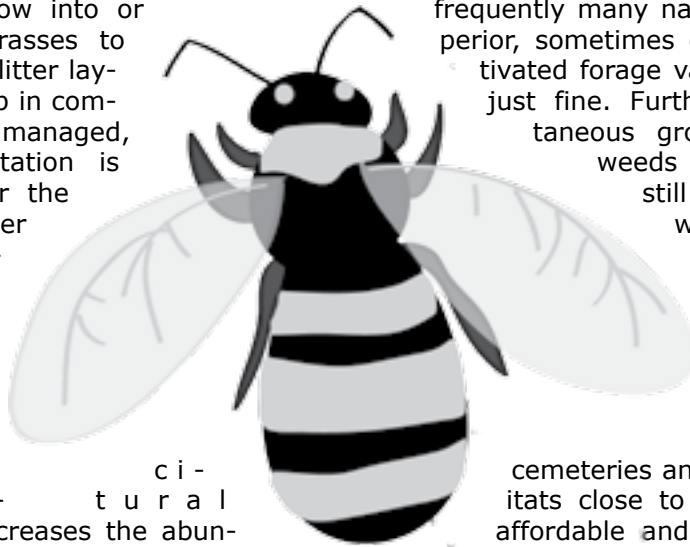 ow into or
rasses to
litter lay-
in com-
managed,
tation is
r the
er
ci-
- tural
creases the abun-
frequently many na
perior, sometimes
tivated forage va
just fine. Furth
taneous gro
weeds
still
w
cemeteries an
itats close to
affordable and